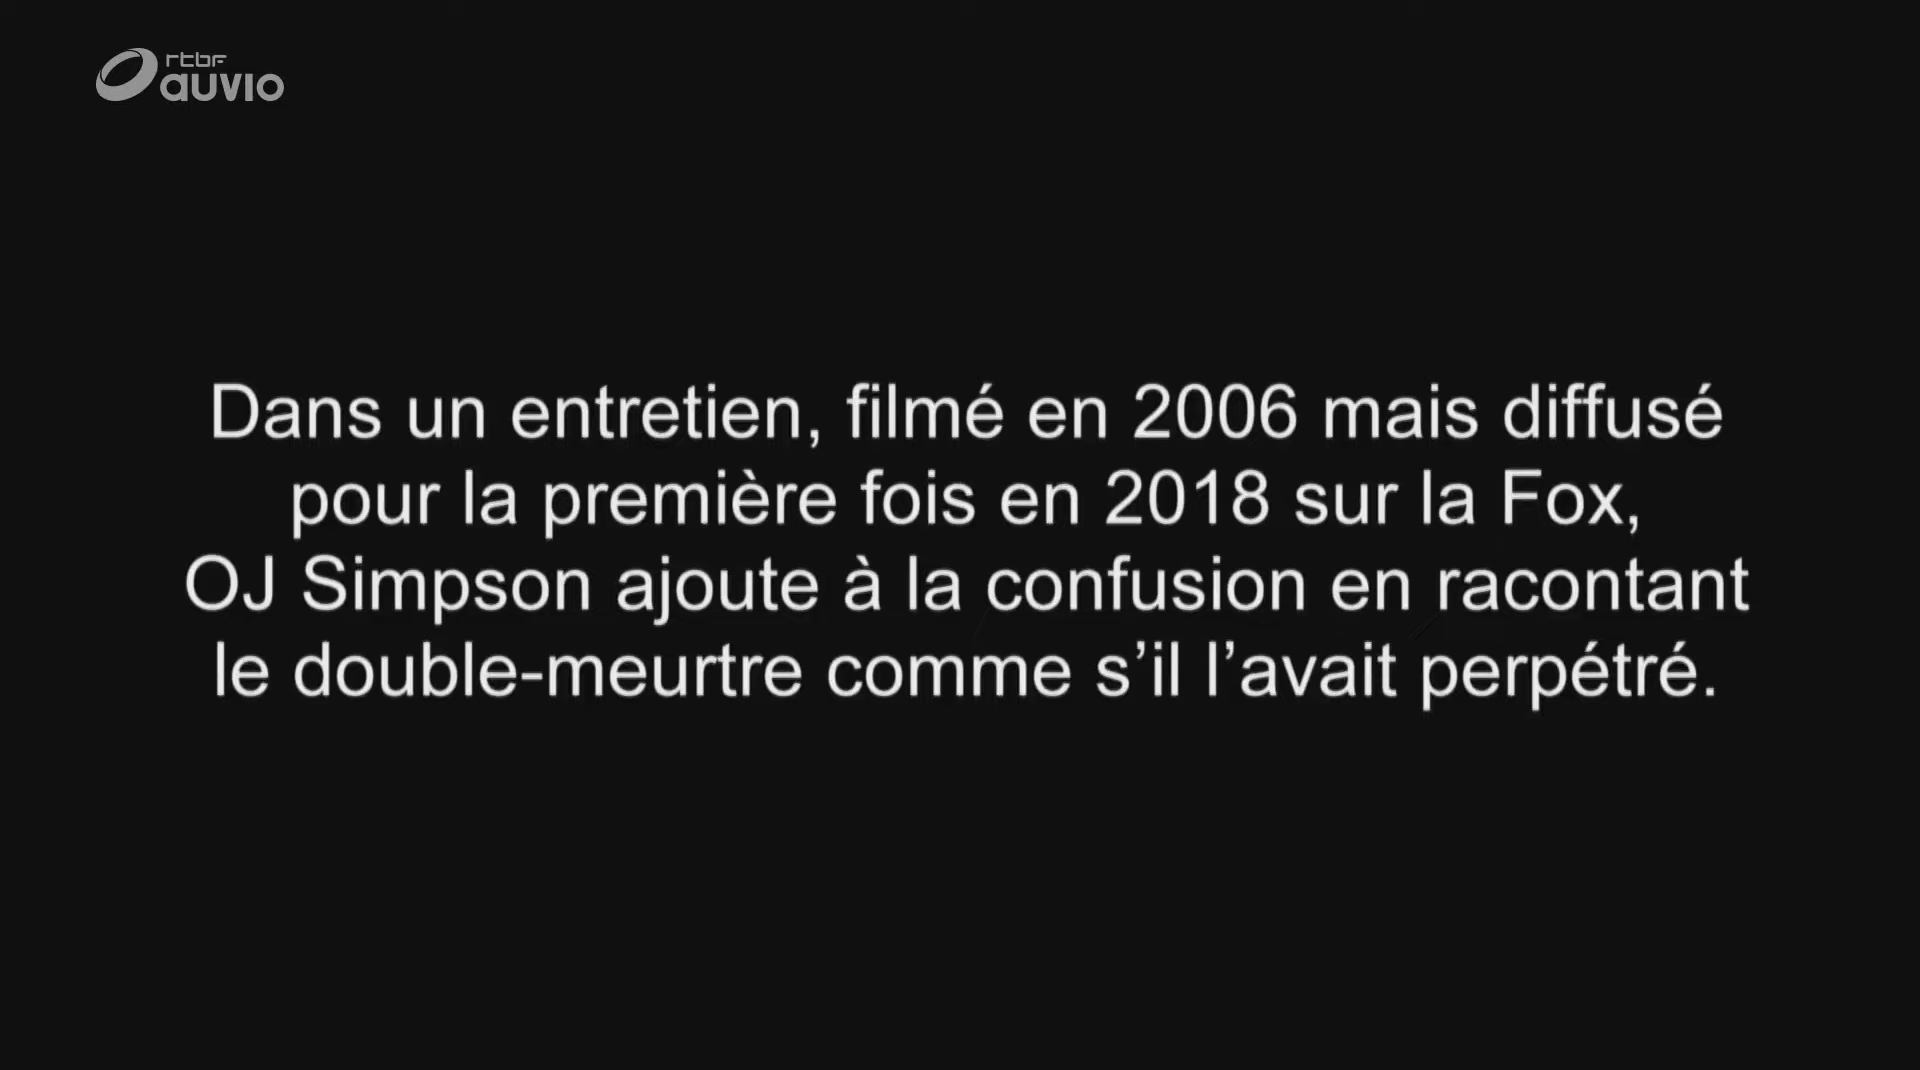 rtbf
auvio
Dans un entretien, filmé en 2006 mais diffusé
pour la première fois en 2018 sur la Fox,
OJ Simpson ajoute à la confusion en racontant
le double-meurtre comme s’il l’avait perpétré.